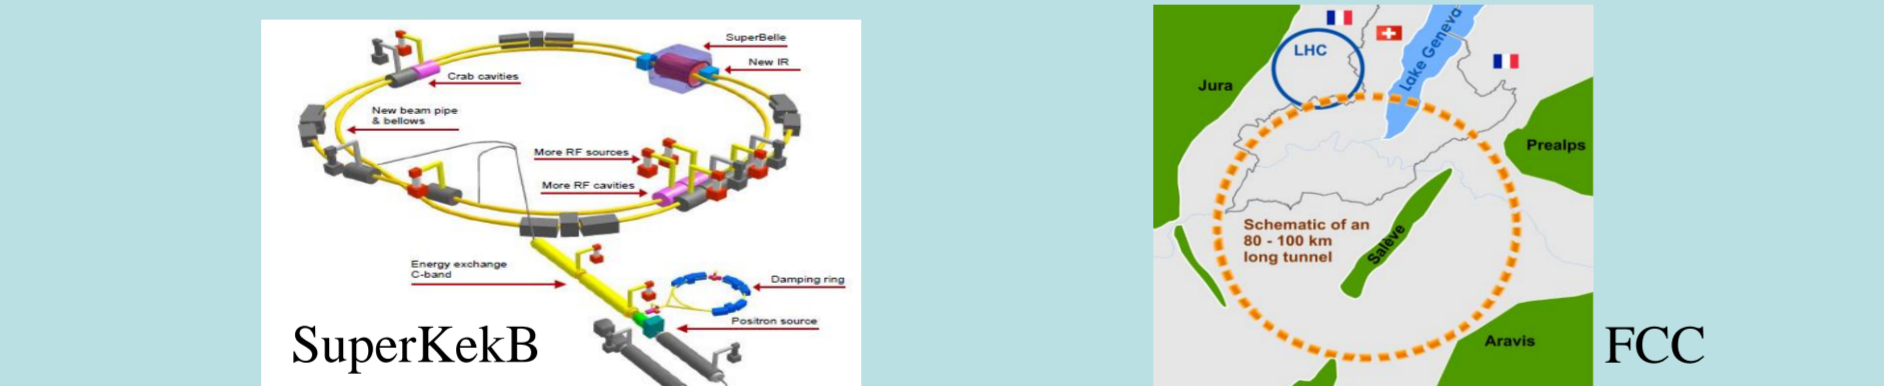 SuperBelle
New IR
Crab cavities
New beam pipe
& bellows
More RF sources
More RF cavities
Energy exchange
C-band
Damping ring
Positron source
SuperKekB
LHC
Lake Geneva
Jura
Prealps
Schematic of an
80 - 100 km
long tunnel
Salève
Aravis
FCC